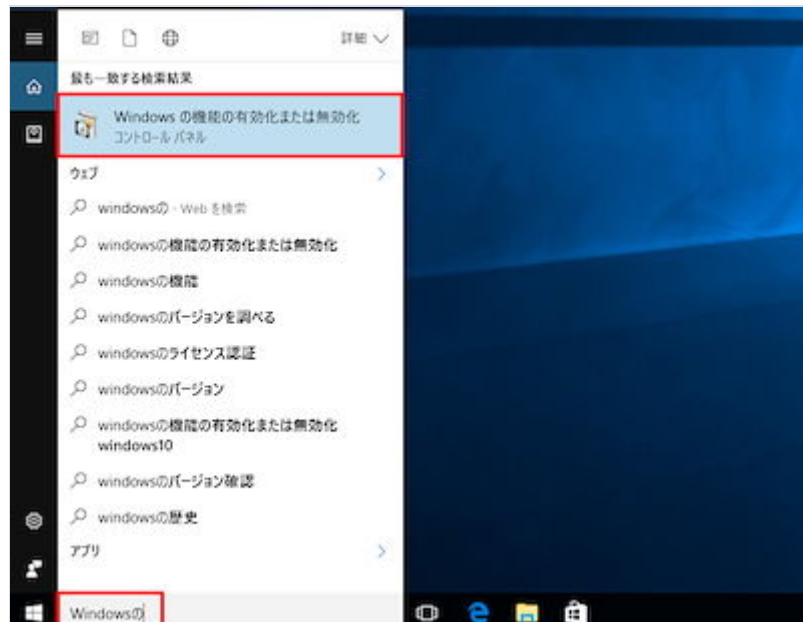 詳細
最も一致する検索結果
Windows の機能の有効化または無効化
コントロール パネル
ウェブ
windowsの - Web を検索
windowsの機能の有効化または無効化
windowsの機能
windowsのバージョンを調べる
windowsのライセンス認証
windowsのバージョン
windowsの機能の有効化または無効化
windows10
windowsのバージョン確認
windowsの歴史
アプリ
Windowsの